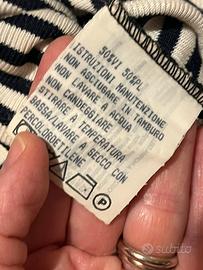 50%VI 50%PL
ISTRUZIONI MANUTENZIONE
NON ASCIUGARE IN TAMBURO
NON LAVARE A ACQUA
NON CANDEGGIARE
STIRARE A TEMPERATURA
BASSA/LAVARE A SECCO CON
PERCLOROETILENE
P
subito